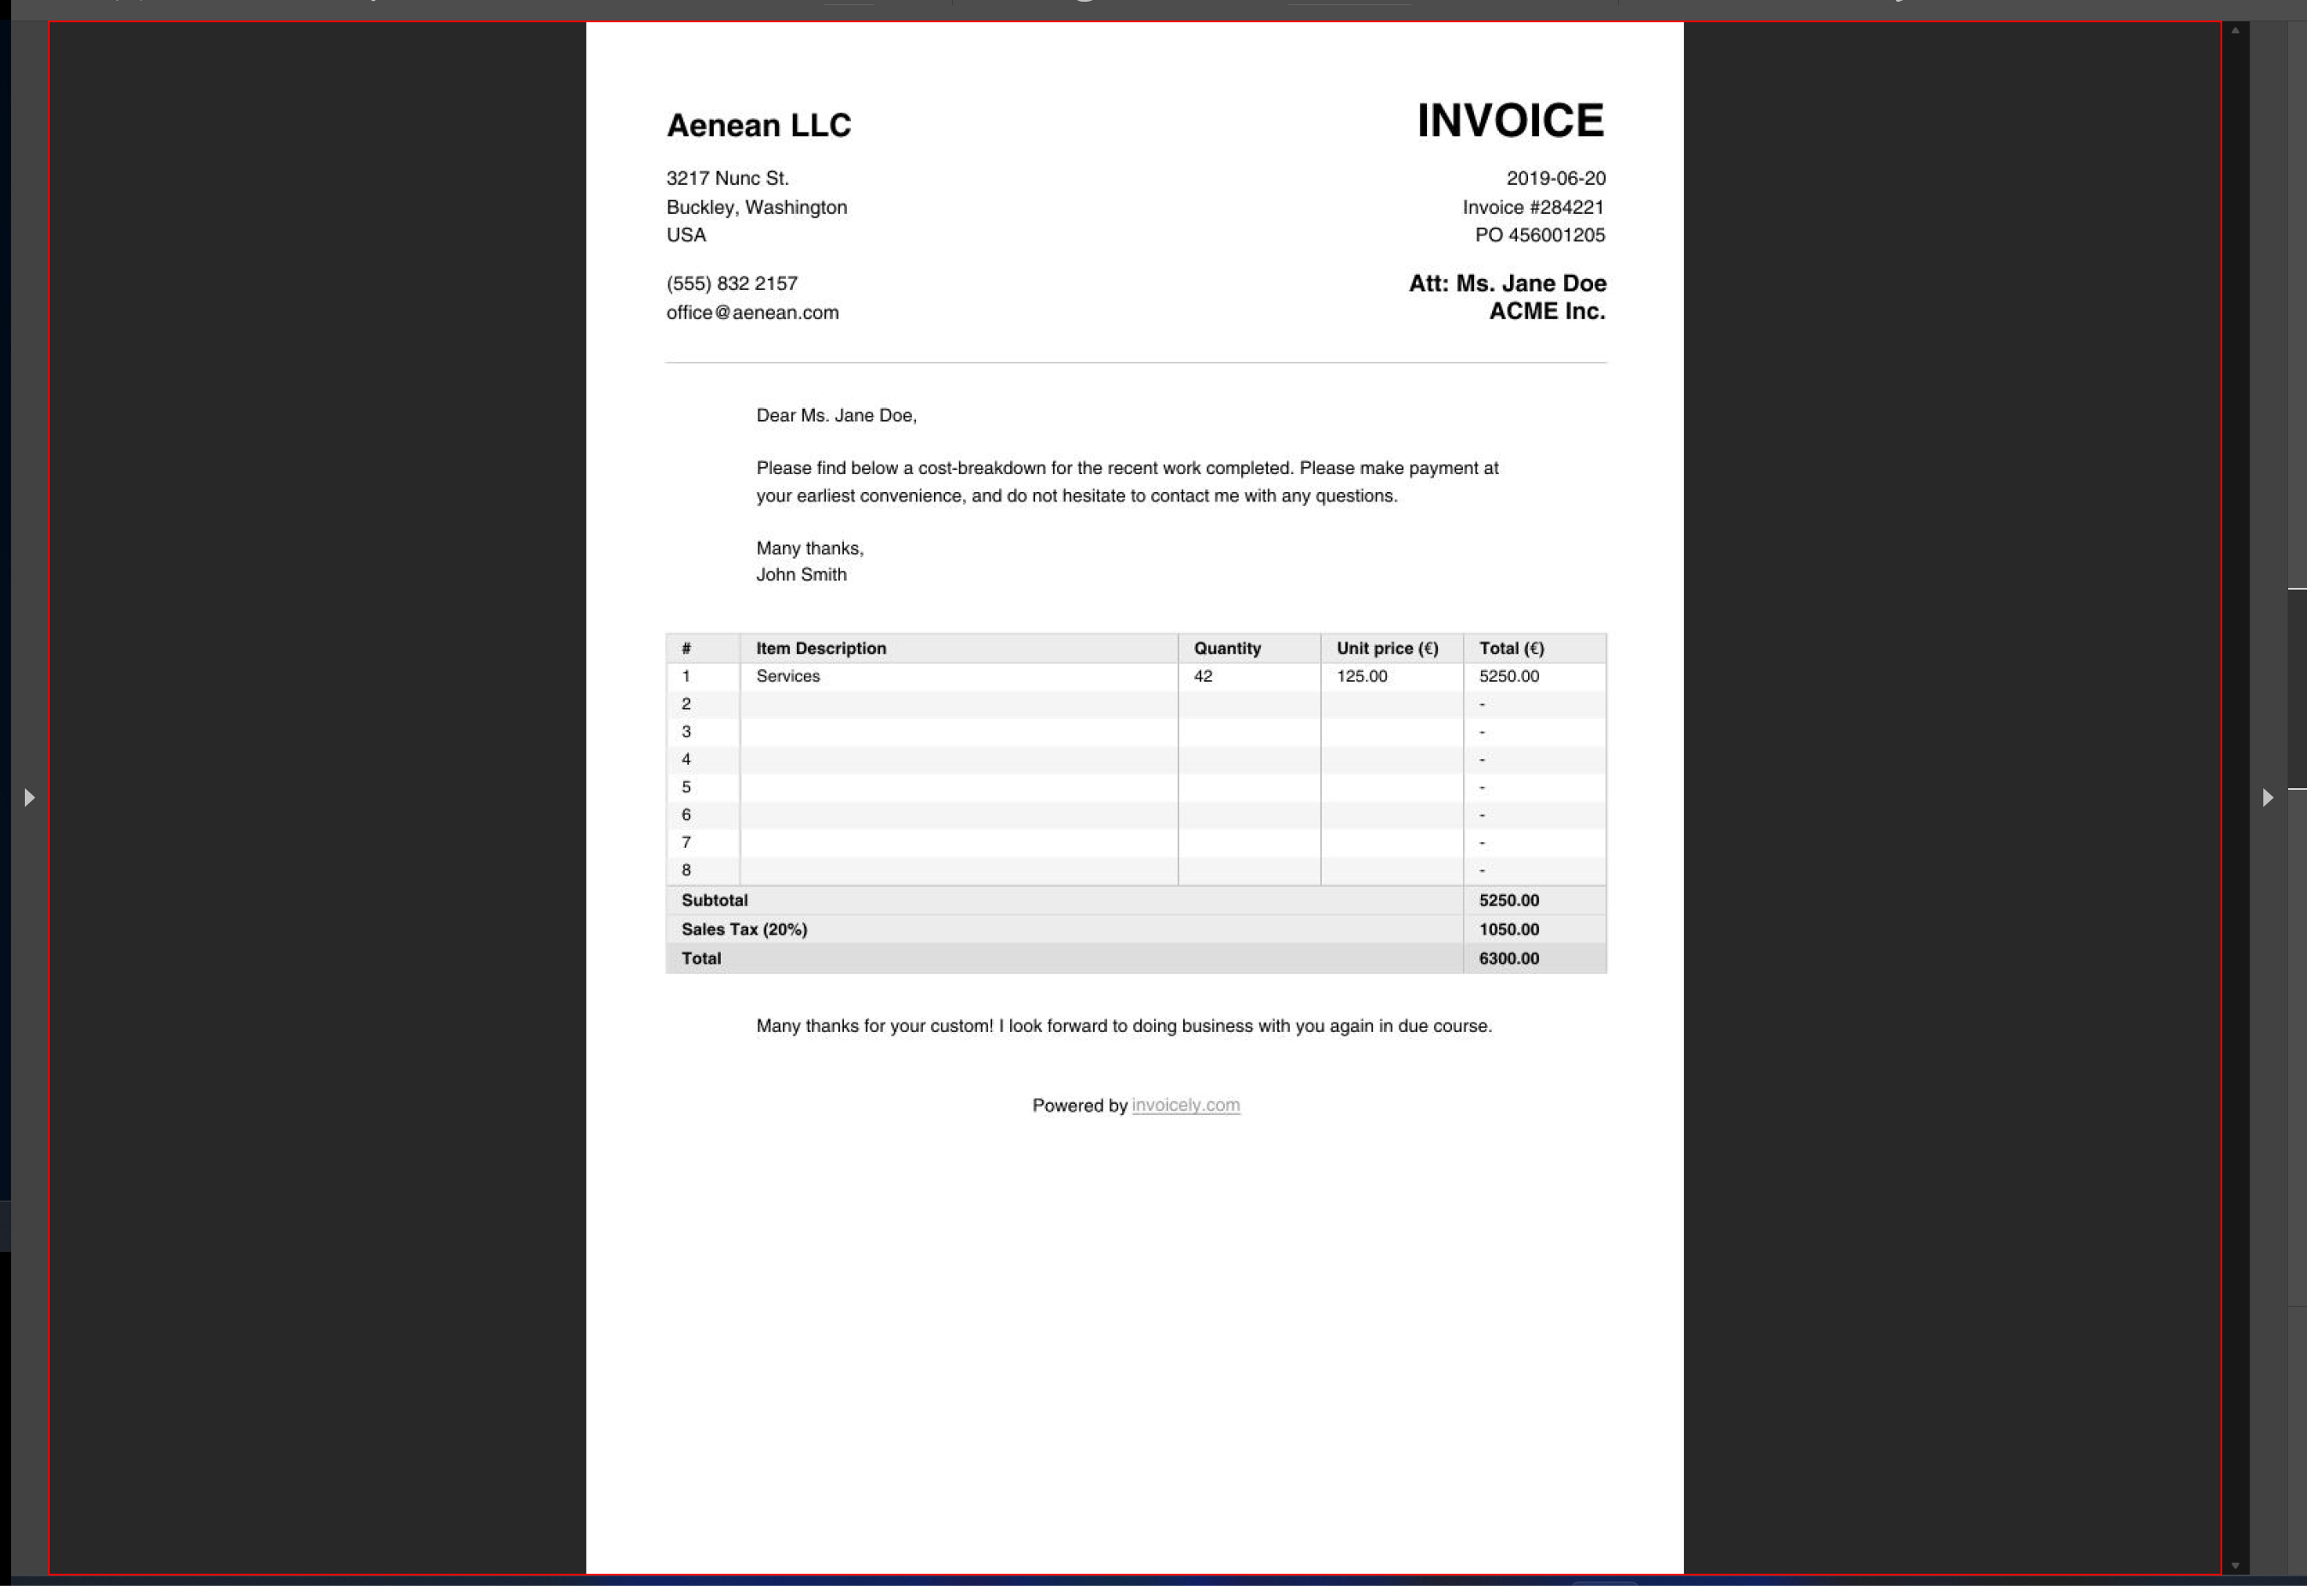 Aenean LLC
INVOICE
3217 Nunc St.
Buckley, Washington
USA
2019-06-20
Invoice #284221
PO 456001205
(555) 832 2157
office@aenean.com
Att: Ms. Jane Doe
ACME Inc.
Dear Ms. Jane Doe,
Please find below a cost-breakdown for the recent work completed. Please make payment at
your earliest convenience, and do not hesitate to contact me with any questions.
Many thanks,
John Smith
# Item Description Quantity Unit price (€) Total (€)
1 Services 42 125.00 5250.00
2 -
3 -
4 -
5 -
6 -
7 -
8 -
Subtotal 5250.00
Sales Tax (20%) 1050.00
Total 6300.00
Many thanks for your custom! I look forward to doing business with you again in due course.
Powered by invoicely.com